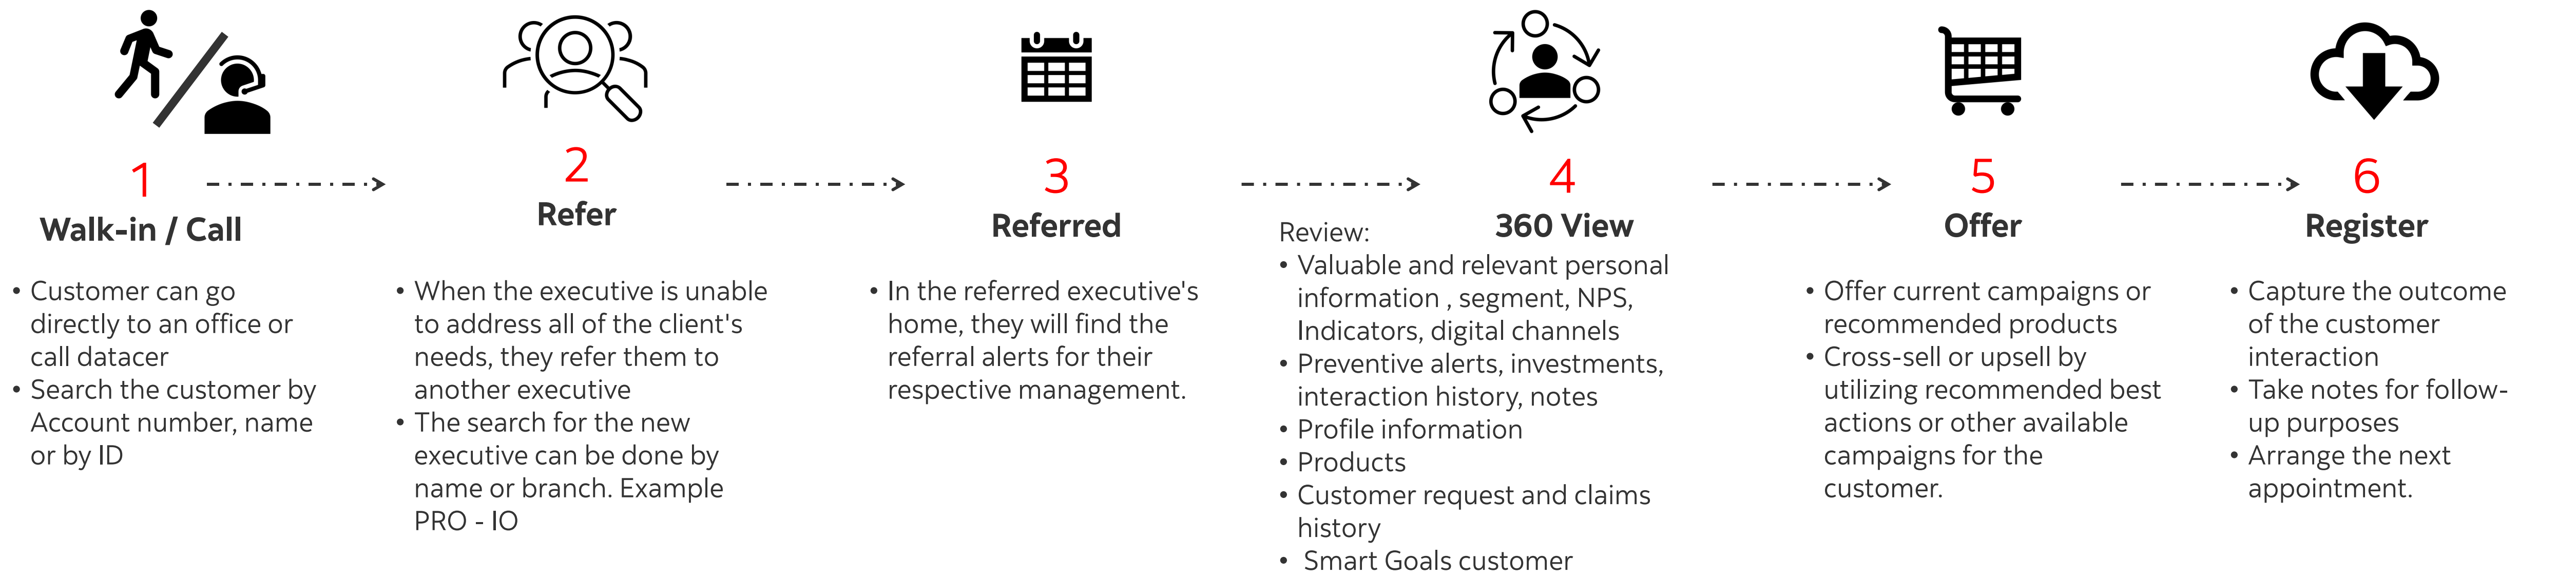 1
Walk-in / Call
• Customer can go
directly to an office or
call datacer
• Search the customer by
Account number, name
or by ID
2
Refer
• When the executive is unable
to address all of the client's
needs, they refer them to
another executive
• The search for the new
executive can be done by
name or branch. Example
PRO - IO
3
Referred
• In the referred executive's
home, they will find the
referral alerts for their
respective management.
4
360 View
Review:
• Valuable and relevant personal
information , segment, NPS,
Indicators, digital channels
• Preventive alerts, investments,
interaction history, notes
• Profile information
• Products
• Customer request and claims
history
• Smart Goals customer
5
Offer
• Offer current campaigns or
recommended products
• Cross-sell or upsell by
utilizing recommended best
actions or other available
campaigns for the
customer.
6
Register
• Capture the outcome
of the customer
interaction
• Take notes for follow-
up purposes
• Arrange the next
appointment.